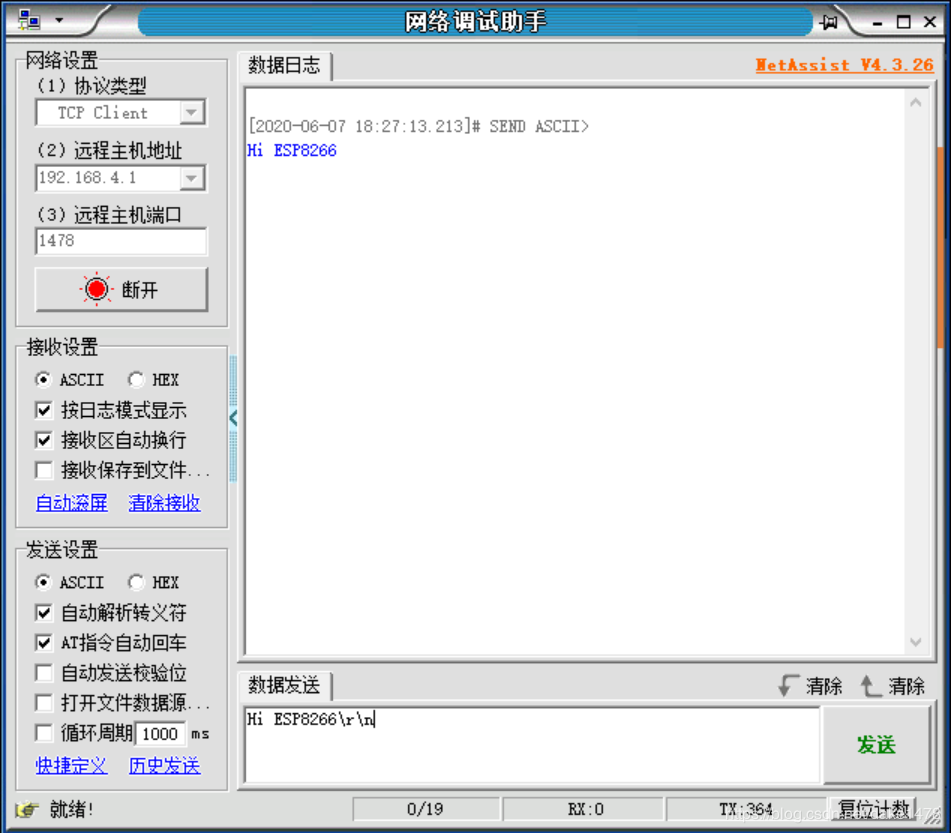 网络调试助手
网络设置
(1) 协议类型
TCP Client
(2) 远程主机地址
192.168.4.1
(3) 远程主机端口
1478
断开
接收设置
ASCII HEX
按日志模式显示
接收区自动换行
接收保存到文件...
自动滚屏 清除接收
发送设置
ASCII HEX
自动解析转义符
AT指令自动回车
自动发送校验位
打开文件数据源...
循环周期 1000 ms
快捷定义 历史发送
数据日志
NetAssist V4.3.26
[2020-06-07 18:27:13.213]# SEND ASCII>
Hi ESP8266
数据发送
清除 清除
Hi ESP8266\r\n
发送
就绪!
0/19
RX:0
TX:364
复位计数